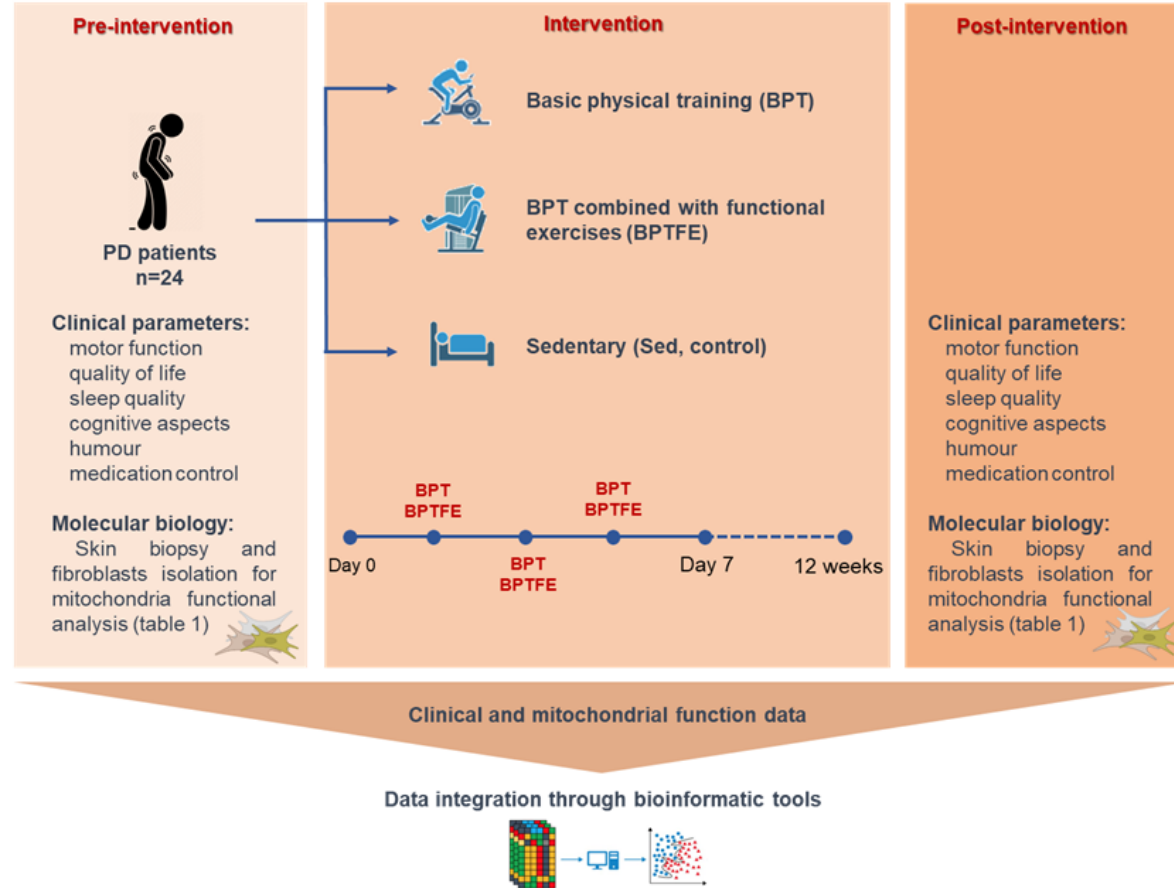 Pre-intervention
PD patients
n=24
Clinical parameters:
motor function
quality of life
sleep quality
cognitive aspects
humour
medication control
Molecular biology:
Skin biopsy and
fibroblasts isolation for
mitochondria functional
analysis (table 1)
Intervention
Basic physical training (BPT)
BPT combined with functional
exercises (BPTFE)
Sedentary (Sed, control)
BPT
BPTFE
BPT
BPTFE
BPT
BPTFE
Day 0
Day 7
12 weeks
Post-intervention
Clinical parameters:
motor function
quality of life
sleep quality
cognitive aspects
humour
medication control
Molecular biology:
Skin biopsy and
fibroblasts isolation for
mitochondria functional
analysis (table 1)
Clinical and mitochondrial function data
Data integration through bioinformatic tools